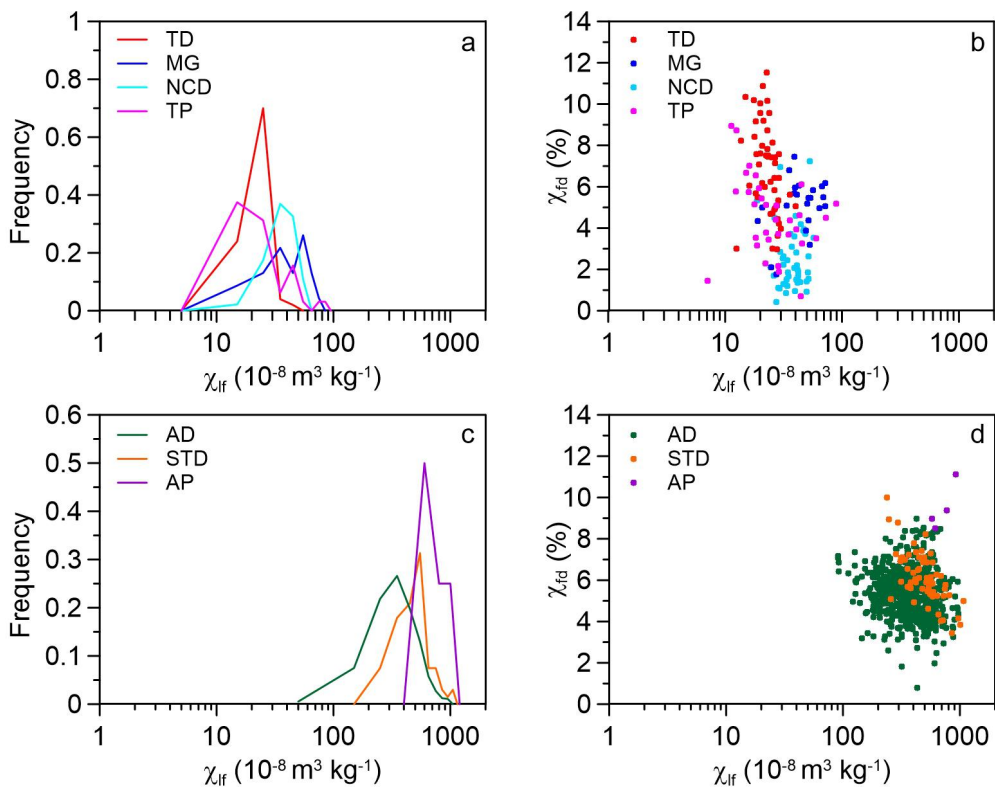 a
TD
MG
NCD
TP
Frequency
1
0.8
0.6
0.4
0.2
0
1 10 100 1000
χlf (10-8 m3 kg-1)
b
TD
MG
NCD
TP
χfd (%)
14
12
10
8
6
4
2
0
1 10 100 1000
χlf (10-8 m3 kg-1)
c
AD
STD
AP
Frequency
0.6
0.5
0.4
0.3
0.2
0.1
0
1 10 100 1000
χlf (10-8 m3 kg-1)
d
AD
STD
AP
χfd (%)
14
12
10
8
6
4
2
0
1 10 100 1000
χlf (10-8 m3 kg-1)